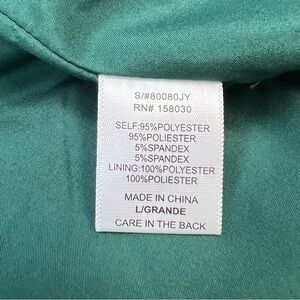 S/#80080JY
RN# 158030
SELF:95%POLYESTER
95%POLIESTER
5%SPANDEX
5%SPANDEX
LINING:100%POLYESTER
100%POLIESTER
MADE IN CHINA
L/GRANDE
CARE IN THE BACK